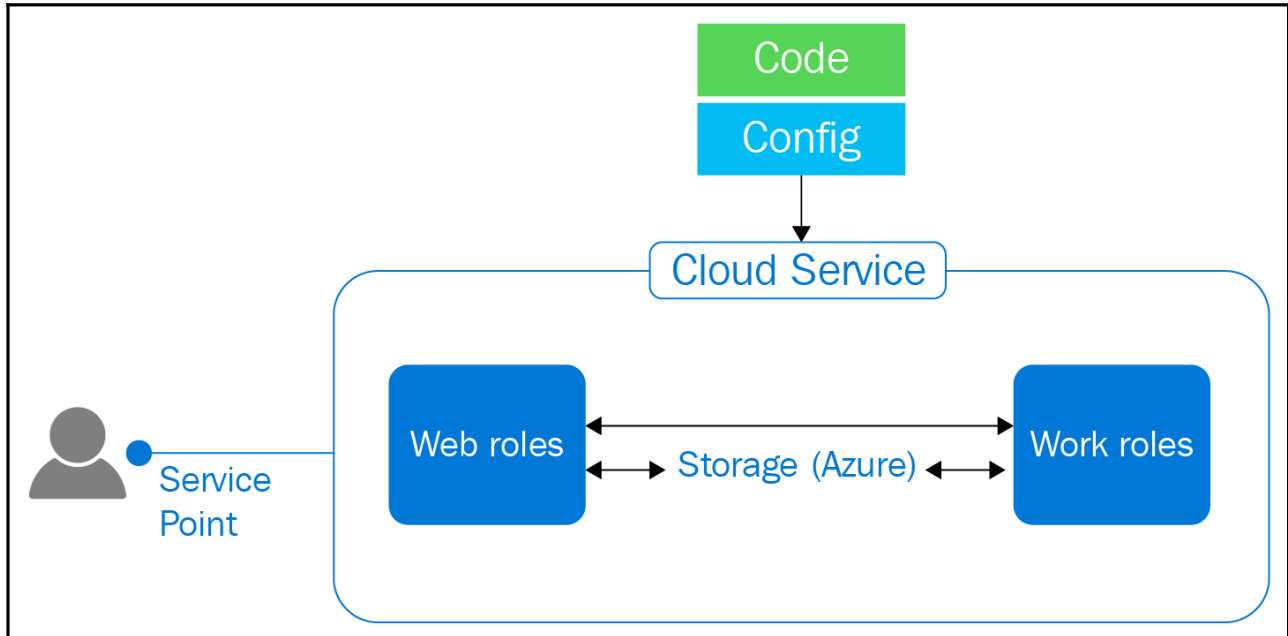 Code
Config
Cloud Service
Web roles
Storage (Azure)
Work roles
Service
Point